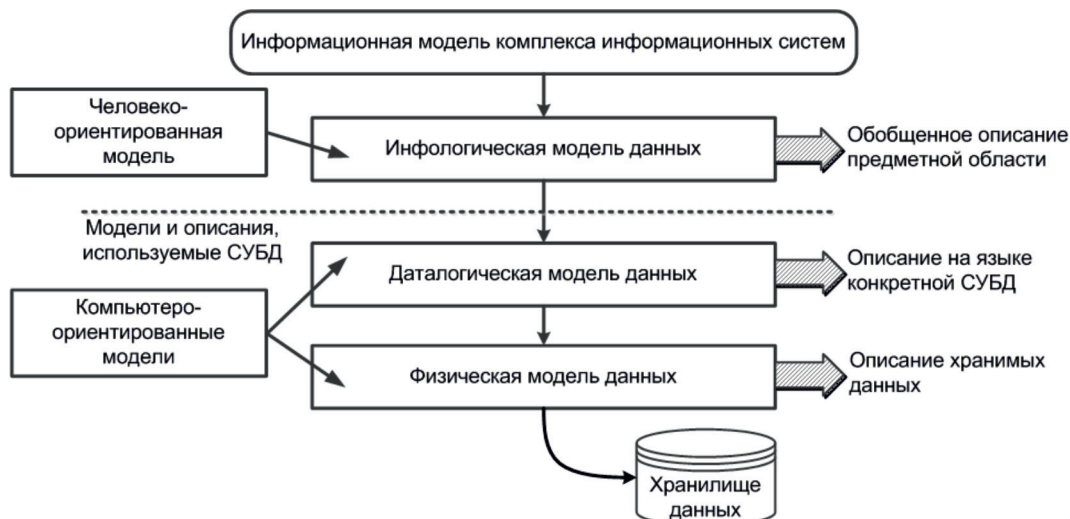 Информационная модель комплекса информационных систем
Человеко-
ориентированная
модель
Инфологическая модель данных
Обобщенное описание
предметной области
Модели и описания,
используемые СУБД
Даталогическая модель данных
Описание на языке
конкретной СУБД
Компьютеро-
ориентированные
модели
Физическая модель данных
Описание хранимых
данных
Хранилище
данных